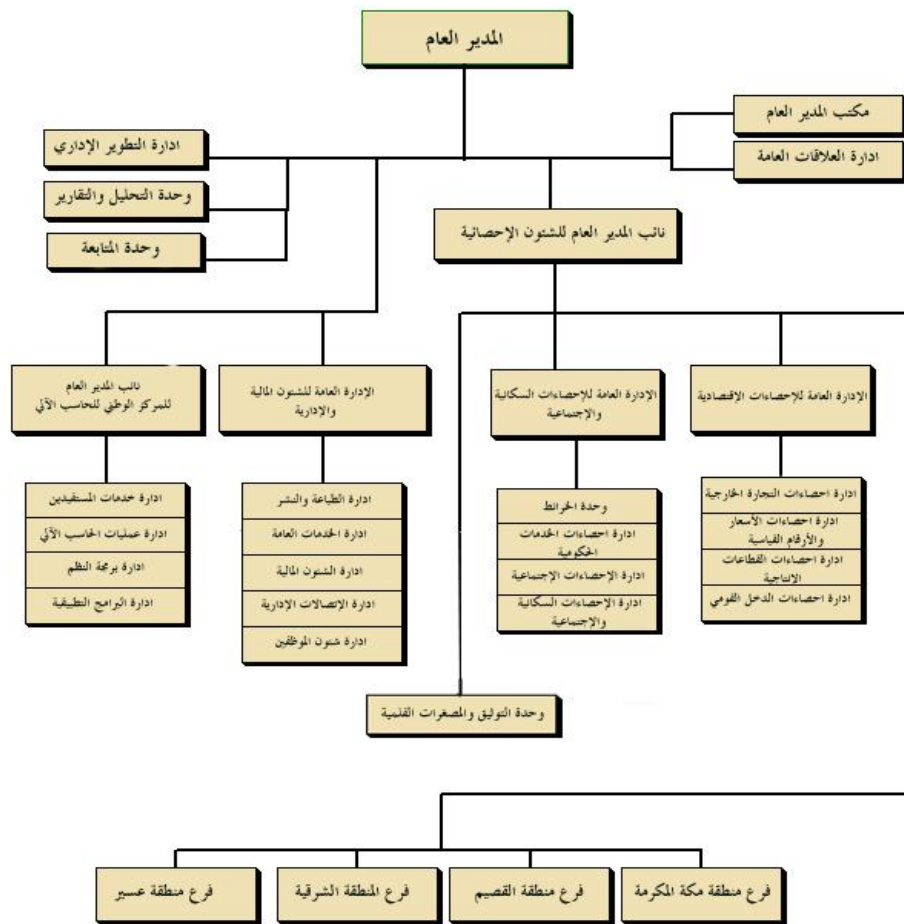 المدير العام
مكتب المدير العام
ادارة العلاقات العامة
ادارة التطوير الإداري
وحدة التحليل والتقارير
وحدة المتابعة
نائب المدير العام للشئون الإحصائية
الإدارة العامة للإحصاءات الإقتصادية
الإدارة العامة للإحصاءات السكانية
والإجتماعية
الإدارة العامة للشئون المالية
والإدارية
نائب المدير العام
للمركز الوطني للحاسب الآلي
ادارة احصاءات التجارة الخارجية
ادارة احصاءات الأسعار
والأرقام القياسية
ادارة احصاءات القطاعات
الإنتاجية
ادارة احصاءات الدخل القومي
وحدة الخرائط
ادارة احصاءات الخدمات
الحكومية
ادارة الإحصاءات الإجتماعية
ادارة الإحصاءات السكانية
والإجتماعية
ادارة الطباعة والنشر
ادارة الخدمات العامة
ادارة الشئون المالية
ادارة الإتصالات الإدارية
ادارة شئون الموظفين
ادارة خدمات المستفيدين
ادارة عمليات الحاسب الآلي
ادارة برمجة النظم
ادارة البرامج التطبيقية
وحدة التوثيق والمصغرات الفلمية
فرع منطقة مكة المكرمة
فرع منطقة القصيم
فرع المنطقة الشرقية
فرع منطقة عسير